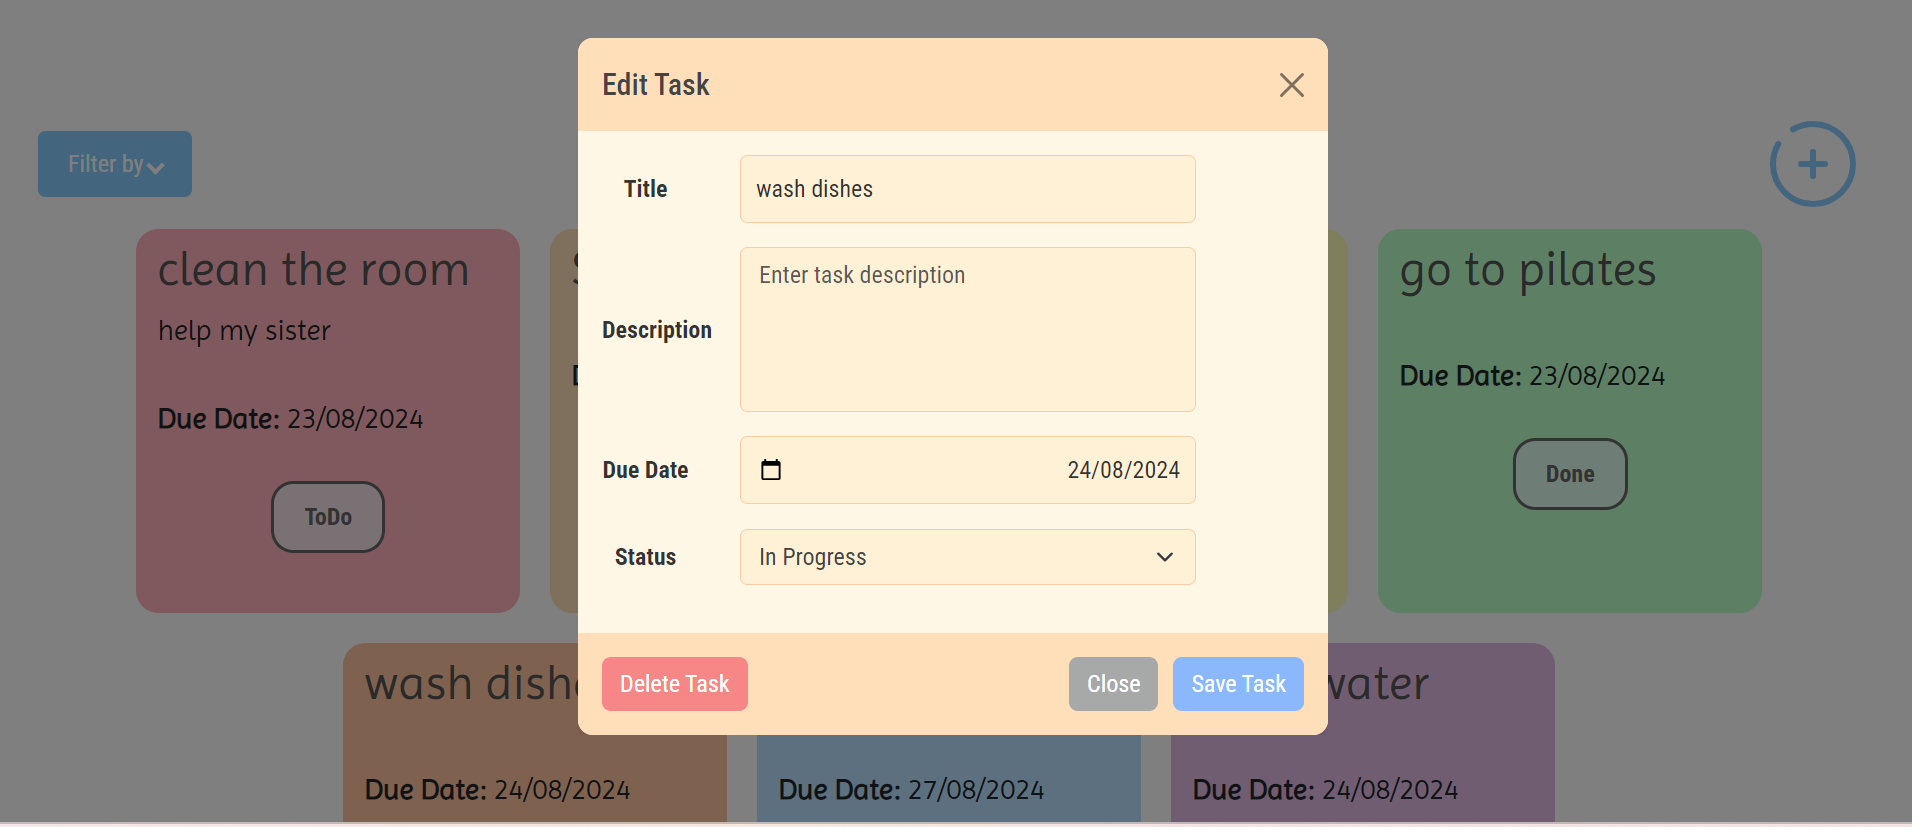 Edit Task
Filter by
Title
wash dishes
clean the room
go to pilates
Enter task description
help my sister
Description
Due Date: 23/08/2024
Due Date: 23/08/2024
Due Date
24/08/2024
ToDo
Done
Status
In Progress
Delete Task
Close
Save Task
wash
water
Due Date: 24/08/2024
Due Date: 27/08/2024
Due Date: 24/08/2024